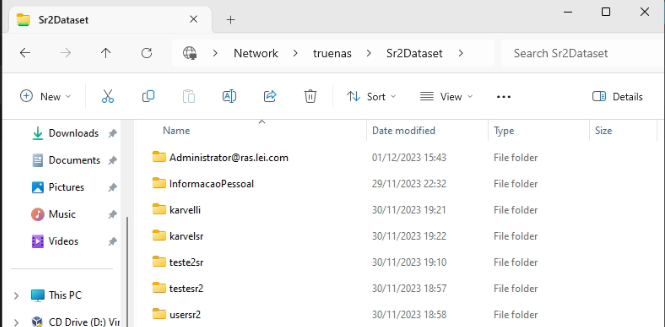 Sr2Dataset
Network > truenas > Sr2Dataset >
Search Sr2Dataset
New Sort View ... Details
Name Date modified Type Size
Downloads
Documents
Pictures
Music
Videos
This PC
CD Drive (D:) Vir
Administrator@ras.lei.com 01/12/2023 15:43 File folder
InformacaoPessoal 29/11/2023 22:32 File folder
karvelli 30/11/2023 19:21 File folder
karvelsr 30/11/2023 19:22 File folder
teste2sr 30/11/2023 19:10 File folder
testesr2 30/11/2023 18:57 File folder
usersr2 30/11/2023 18:58 File folder